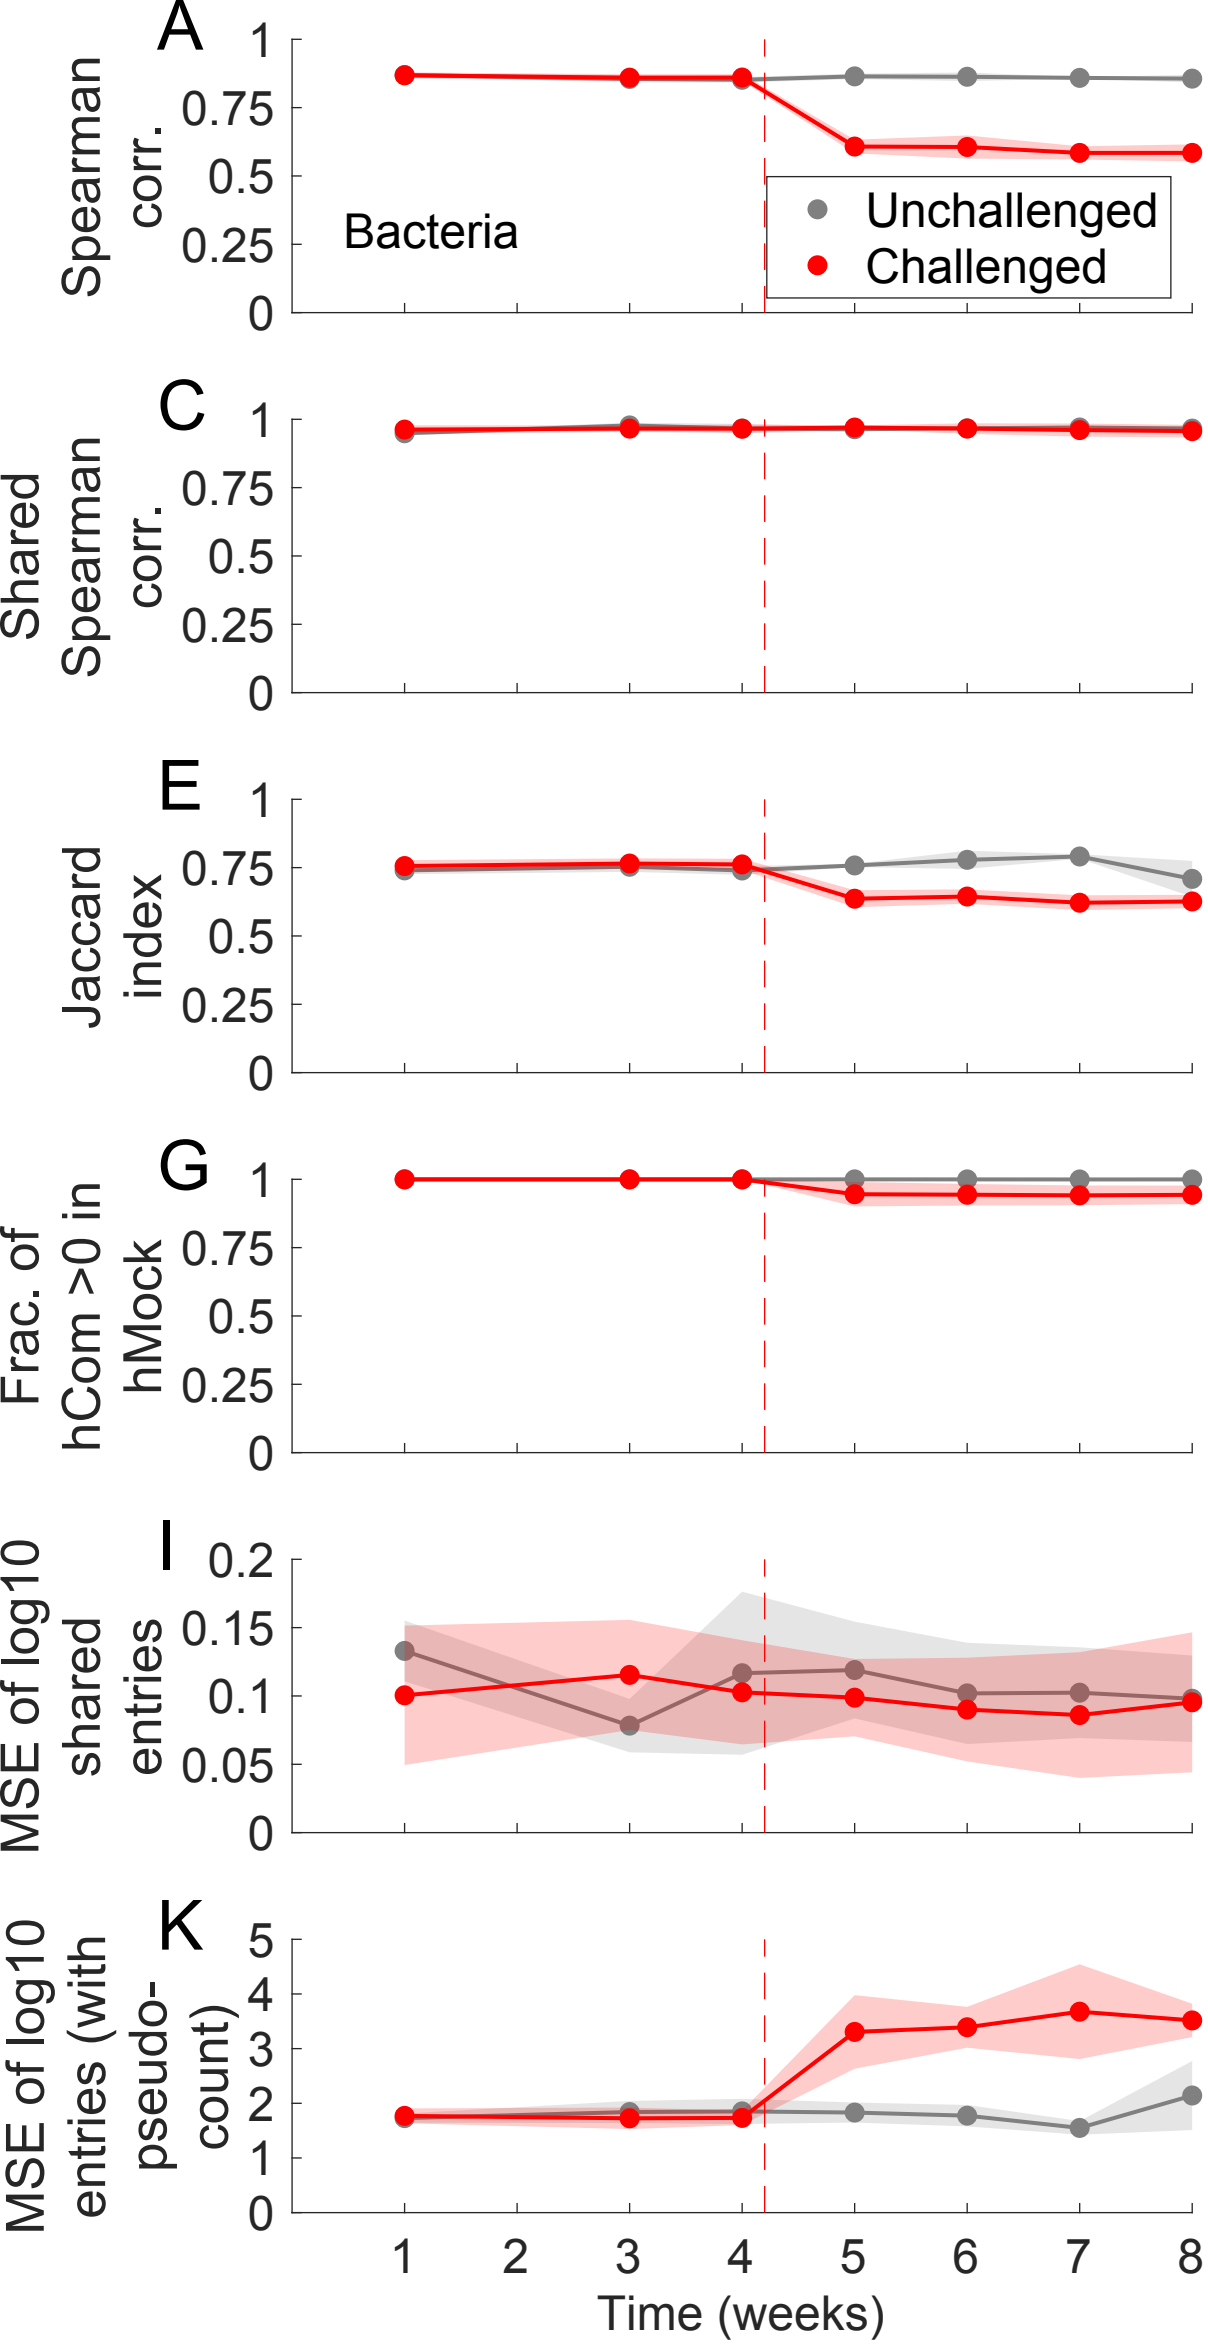 A
Spearman
corr.
1
0.75
0.5
0.25
0
Bacteria
Unchallenged
Challenged
C
Shared
Spearman
corr.
1
0.75
0.5
0.25
0
E
Jaccard
index
1
0.75
0.5
0.25
0
G
Frac. of
hCom >0 in
hMock
1
0.75
0.5
0.25
0
I
MSE of log10
shared
entries
0.2
0.15
0.1
0.05
0
K
MSE of log10
entries (with
pseudo-
count)
5
4
3
2
1
0
1 2 3 4 5 6 7 8
Time (weeks)